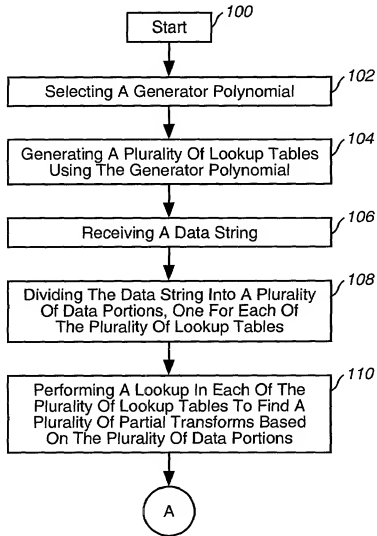 100
Start
102
Selecting A Generator Polynomial
104
Generating A Plurality Of Lookup Tables
Using The Generator Polynomial
106
Receiving A Data String
108
Dividing The Data String Into A Plurality
Of Data Portions, One For Each Of
The Plurality Of Lookup Tables
110
Performing A Lookup In Each Of The
Plurality Of Lookup Tables To Find A
Plurality Of Partial Transforms Based
On The Plurality Of Data Portions
A